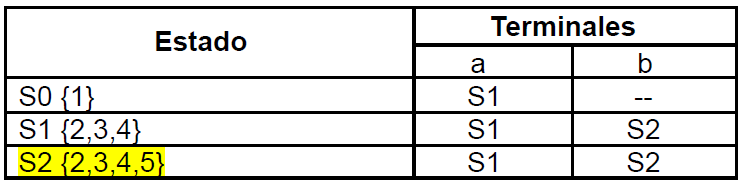 Estado Terminales
a b
S0 {1} S1 --
S1 {2,3,4} S1 S2
S2 {2,3,4,5} S1 S2